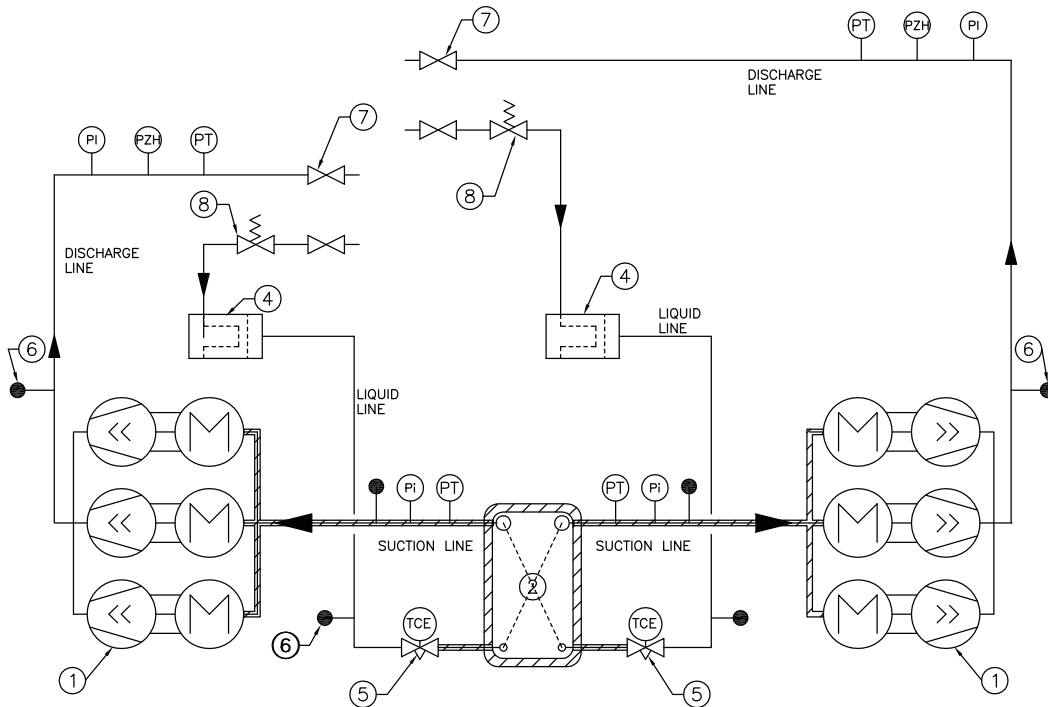 7
PT PZH PI
DISCHARGE
LINE
7
PI PZH PT
8
8
DISCHARGE
LINE
4
4
LIQUID
LINE
6
6
LIQUID
LINE
« M
M »
Pi PT
PT Pi
« M
M »
SUCTION LINE
SUCTION LINE
2
« M
M »
TCE
TCE
6
1
5
5
1